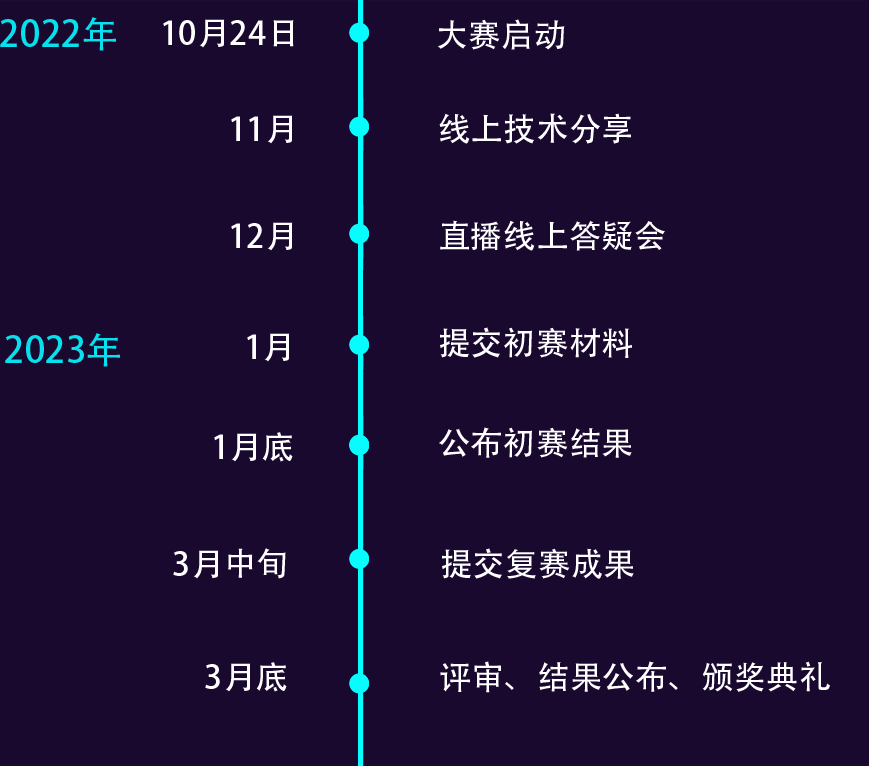 2022年 10月24日 大赛启动
11月 线上技术分享
12月 直播线上答疑会
2023年 1月 提交初赛材料
1月底 公布初赛结果
3月中旬 提交复赛成果
3月底 评审、结果公布、颁奖典礼